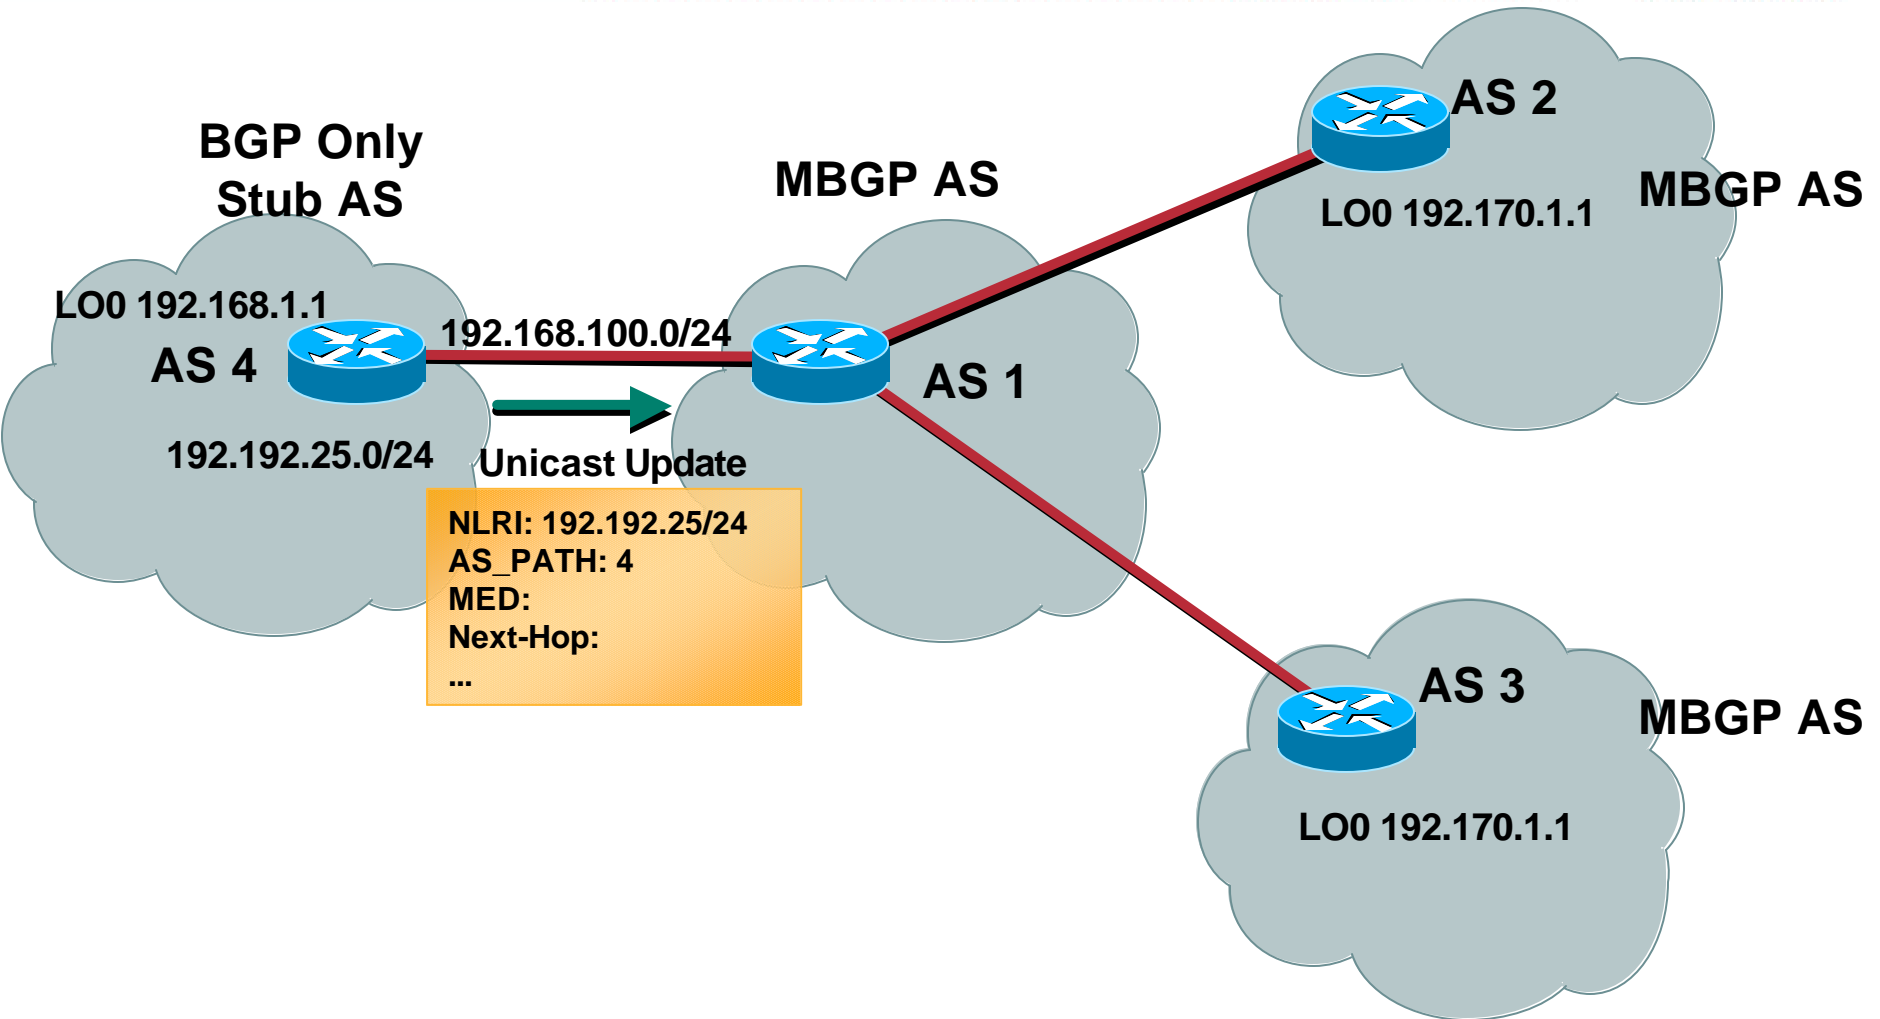 BGP Only
Stub AS
MBGP AS
AS 2
MBGP AS
LO0 192.170.1.1
LO0 192.168.1.1
192.168.100.0/24
AS 4
AS 1
192.192.25.0/24
Unicast Update
NLRI: 192.192.25/24
AS_PATH: 4
MED:
Next-Hop:
...
AS 3
MBGP AS
LO0 192.170.1.1